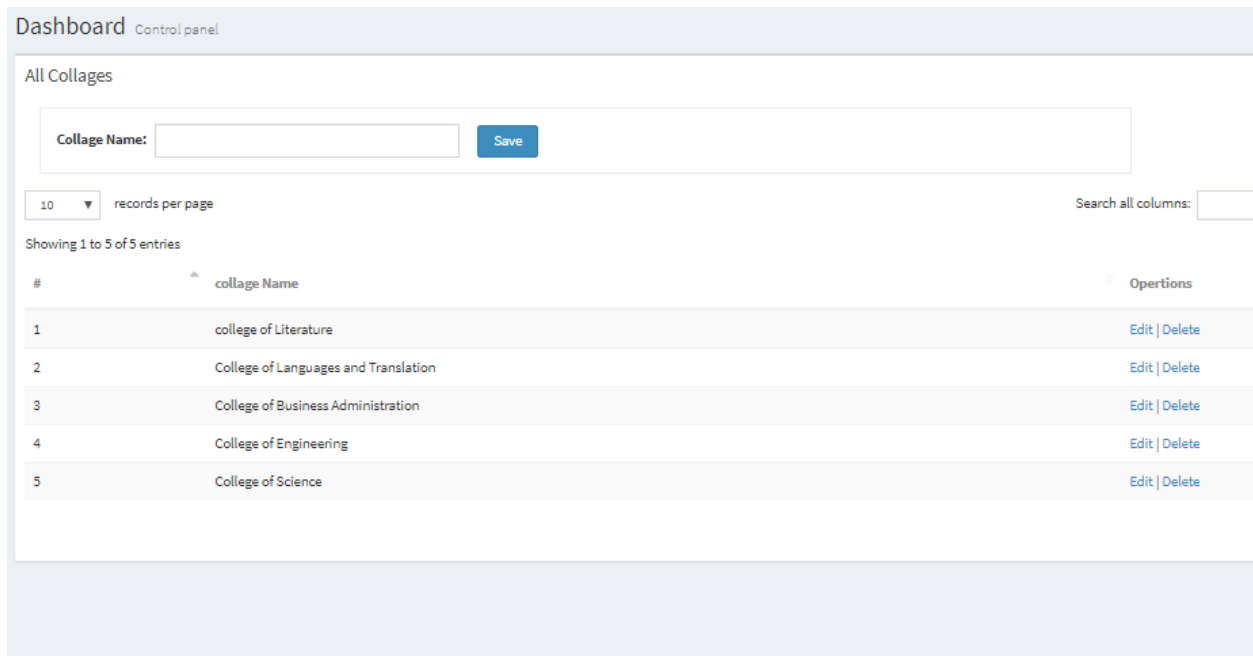 Dashboard Control panel
All Collages
Collage Name: Save
10 records per page Search all columns:
Showing 1 to 5 of 5 entries
# collage Name Opertions
1 college of Literature Edit | Delete
2 College of Languages and Translation Edit | Delete
3 College of Business Administration Edit | Delete
4 College of Engineering Edit | Delete
5 College of Science Edit | Delete